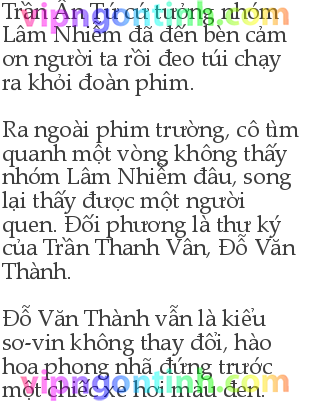 Trần Ân Tứ cứ tưởng nhóm
Lâm Nhiễm đã đến bèn cảm
ơn người ta rồi đeo túi chạy
ra khỏi đoàn phim.
Ra ngoài phim trường, cô tìm
quanh một vòng không thấy
nhóm Lâm Nhiễm đâu, song
lại thấy được một người
quen. Đối phương là thư ký
của Trần Thanh Vân, Đỗ Văn
Thành.
Đỗ Văn Thành vẫn là kiểu
sơ-vin không thay đổi, hào
hoa phong nhã đứng trước
một chiếc xe hơi màu đen.
vipngontinh.com
vipngontinh.com